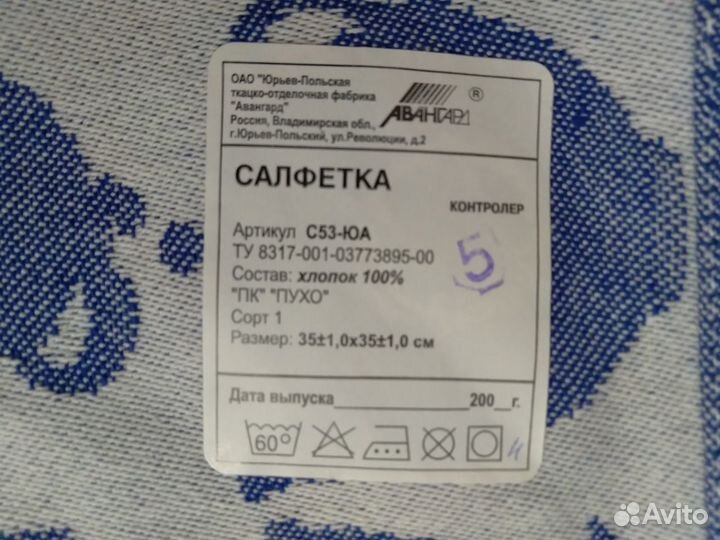 ОАО "Юрьев-Польская
ткацко-отделочная фабрика
"Авангард"
Россия, Владимирская обл.,
г.Юрьев-Польский, ул.Революции, д.2
АВАНГАРД ®
САЛФЕТКА
КОНТРОЛЕР
Артикул С53-ЮА
5
ТУ 8317-001-03773895-00
Состав: хлопок 100%
"ПК" "ПУХО"
Сорт 1
Размер: 35±1,0х35±1,0 см
Дата выпуска____________________200__г.
60°
Avito